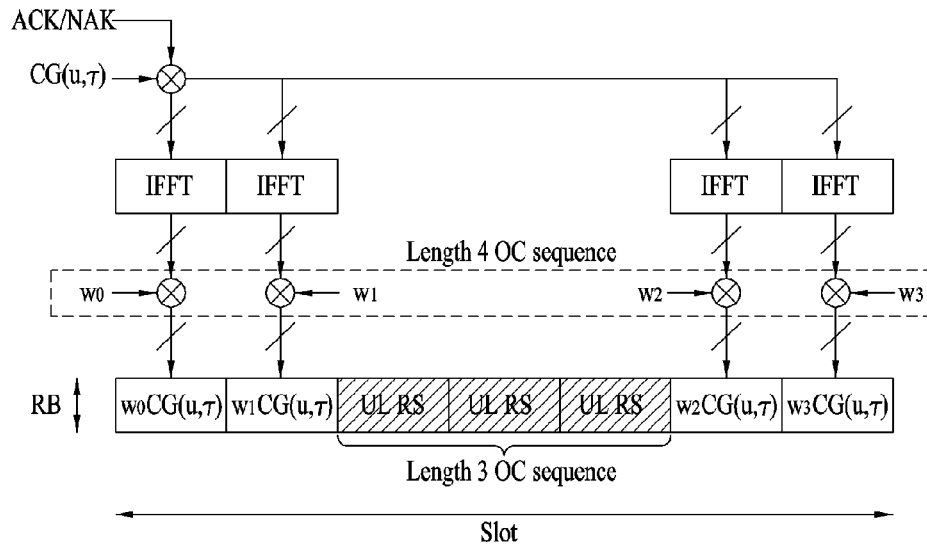 ACK/NAK
CG(u,τ)
IFFT IFFT IFFT IFFT
Length 4 OC sequence
w0 w1 w2 w3
RB w0CG(u,τ) w1CG(u,τ) UL RS UL RS UL RS w2CG(u,τ) w3CG(u,τ)
Length 3 OC sequence
Slot